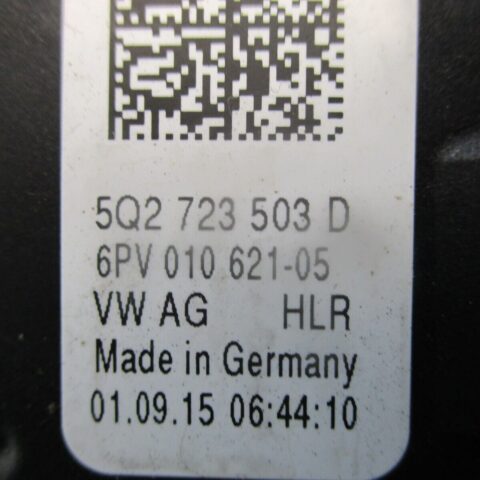 5Q2 723 503 D
6PV 010 621-05
VW AG HLR
Made in Germany
01.09.15 06:44:10